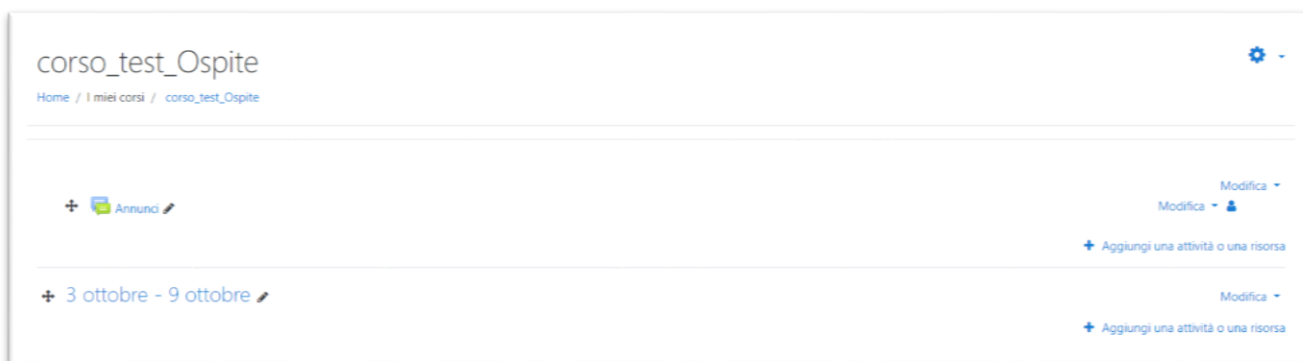 corso_test_Ospite
Home / I miei corsi / corso_test_Ospite
Modifica
Annunci
Modifica
Aggiungi una attività o una risorsa
3 ottobre - 9 ottobre
Modifica
Aggiungi una attività o una risorsa